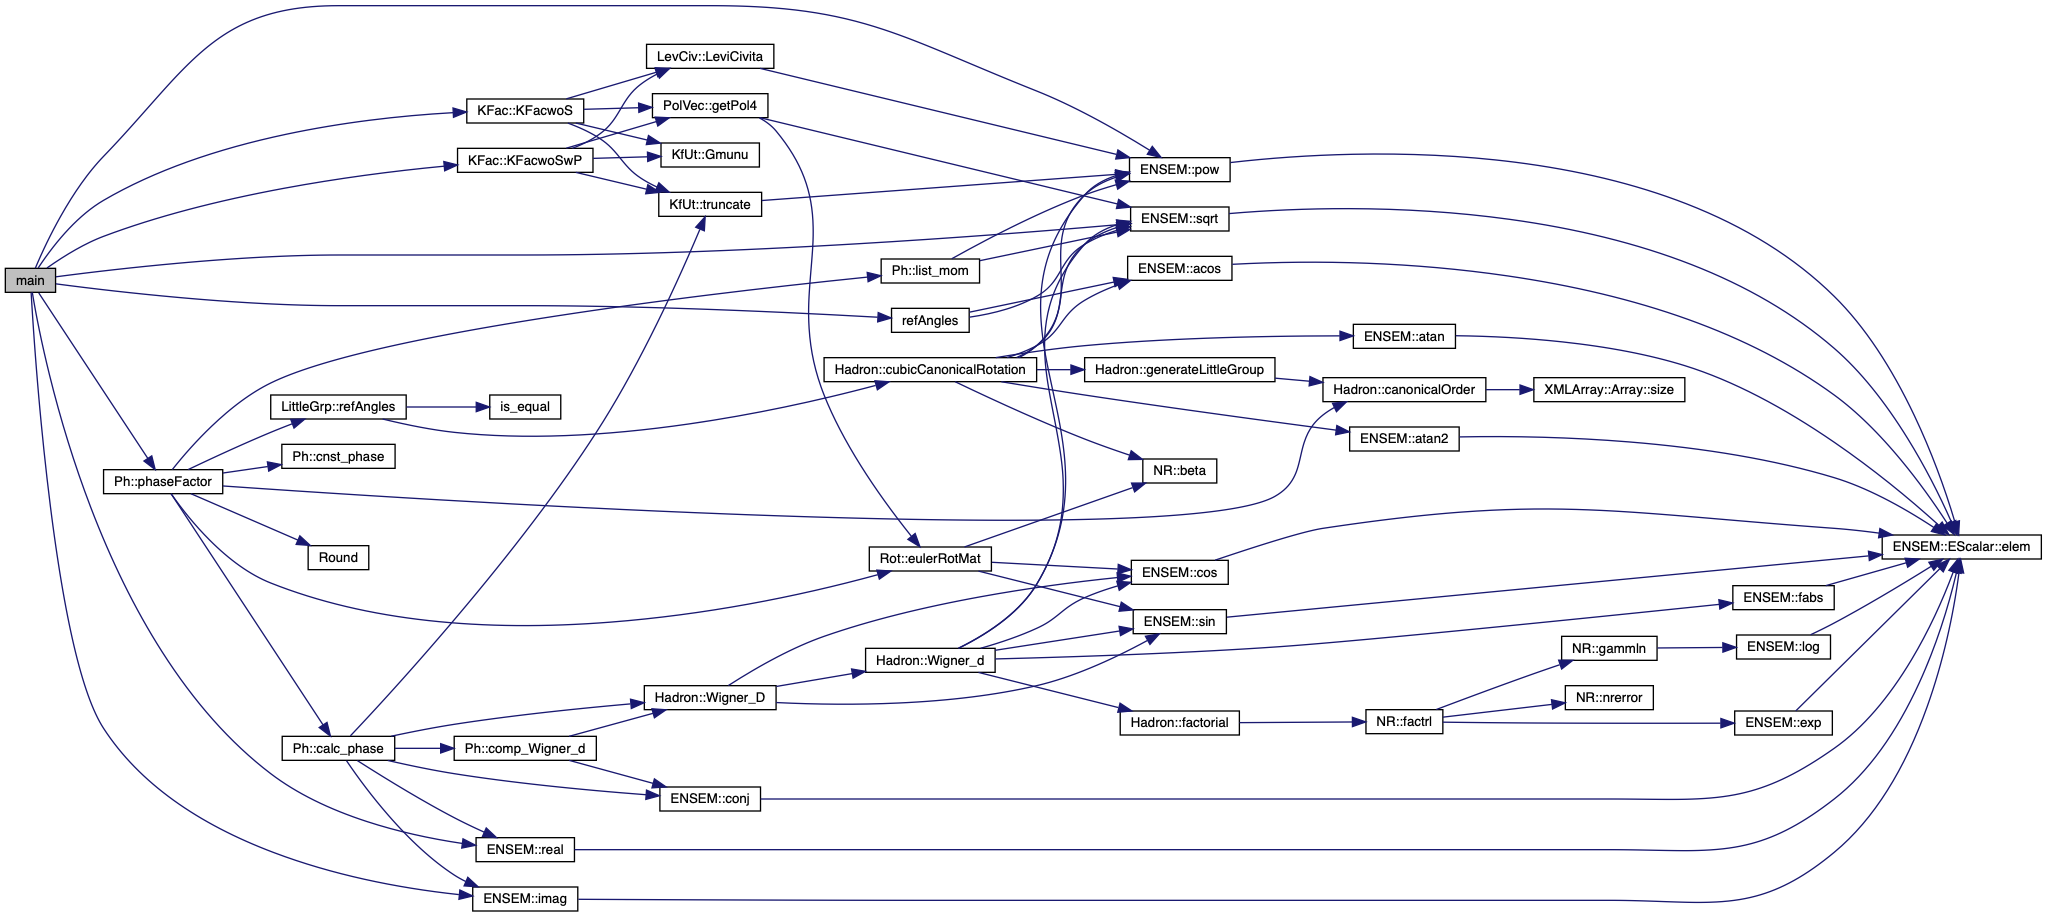 main
KFac::KFacwoS
KFac::KFacwoSwP
LevCiv::LeviCivita
PolVec::getPol4
KfUt::Gmunu
KfUt::truncate
ENSEM::pow
ENSEM::sqrt
Ph::list_mom
ENSEM::acos
refAngles
ENSEM::atan
Hadron::cubicCanonicalRotation
Hadron::generateLittleGroup
Hadron::canonicalOrder
XMLArray::Array::size
LittleGrp::refAngles
is_equal
ENSEM::atan2
Ph::cnst_phase
NR::beta
Ph::phaseFactor
Round
Rot::eulerRotMat
ENSEM::cos
ENSEM::EScalar::elem
ENSEM::fabs
ENSEM::sin
Hadron::Wigner_d
NR::gammln
ENSEM::log
Hadron::Wigner_D
NR::nrerror
Hadron::factorial
NR::factrl
ENSEM::exp
Ph::calc_phase
Ph::comp_Wigner_d
ENSEM::conj
ENSEM::real
ENSEM::imag